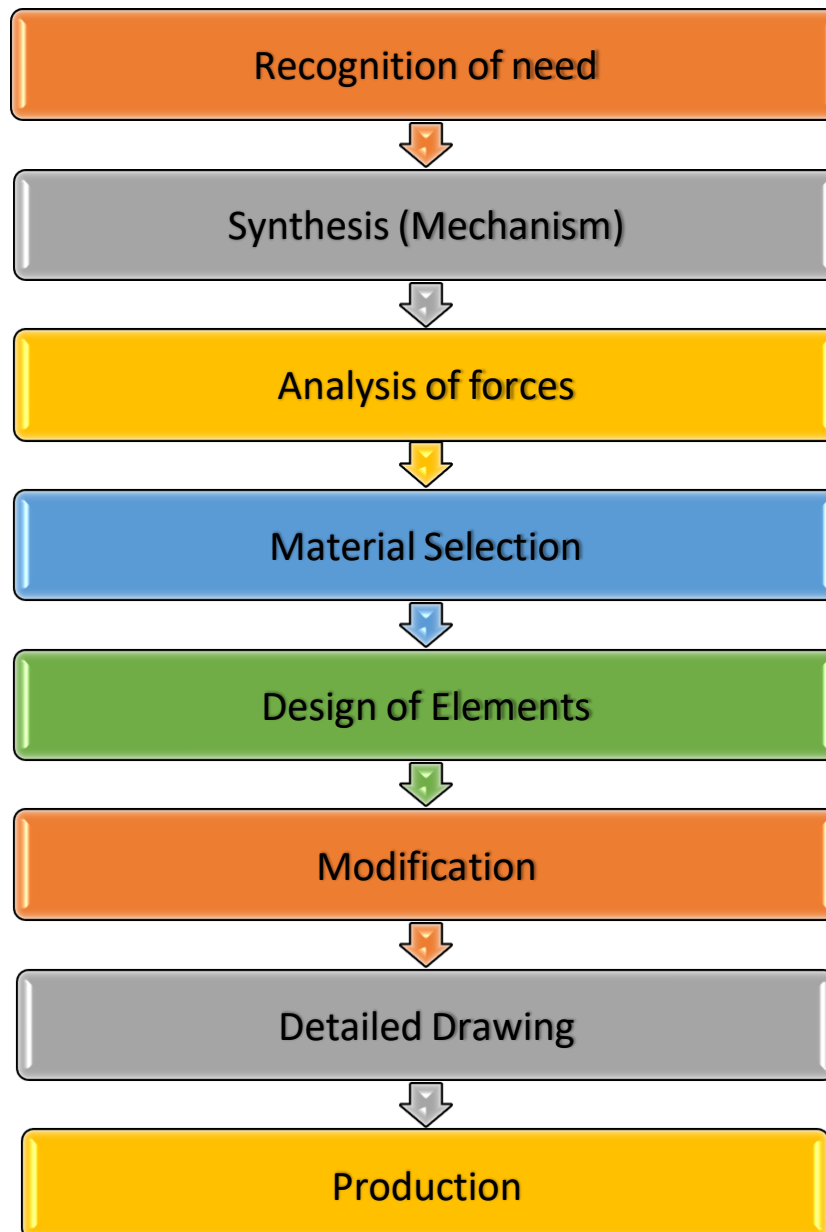 Recognition of need
Synthesis (Mechanism)
Analysis of forces
Material Selection
Design of Elements
Modification
Detailed Drawing
Production